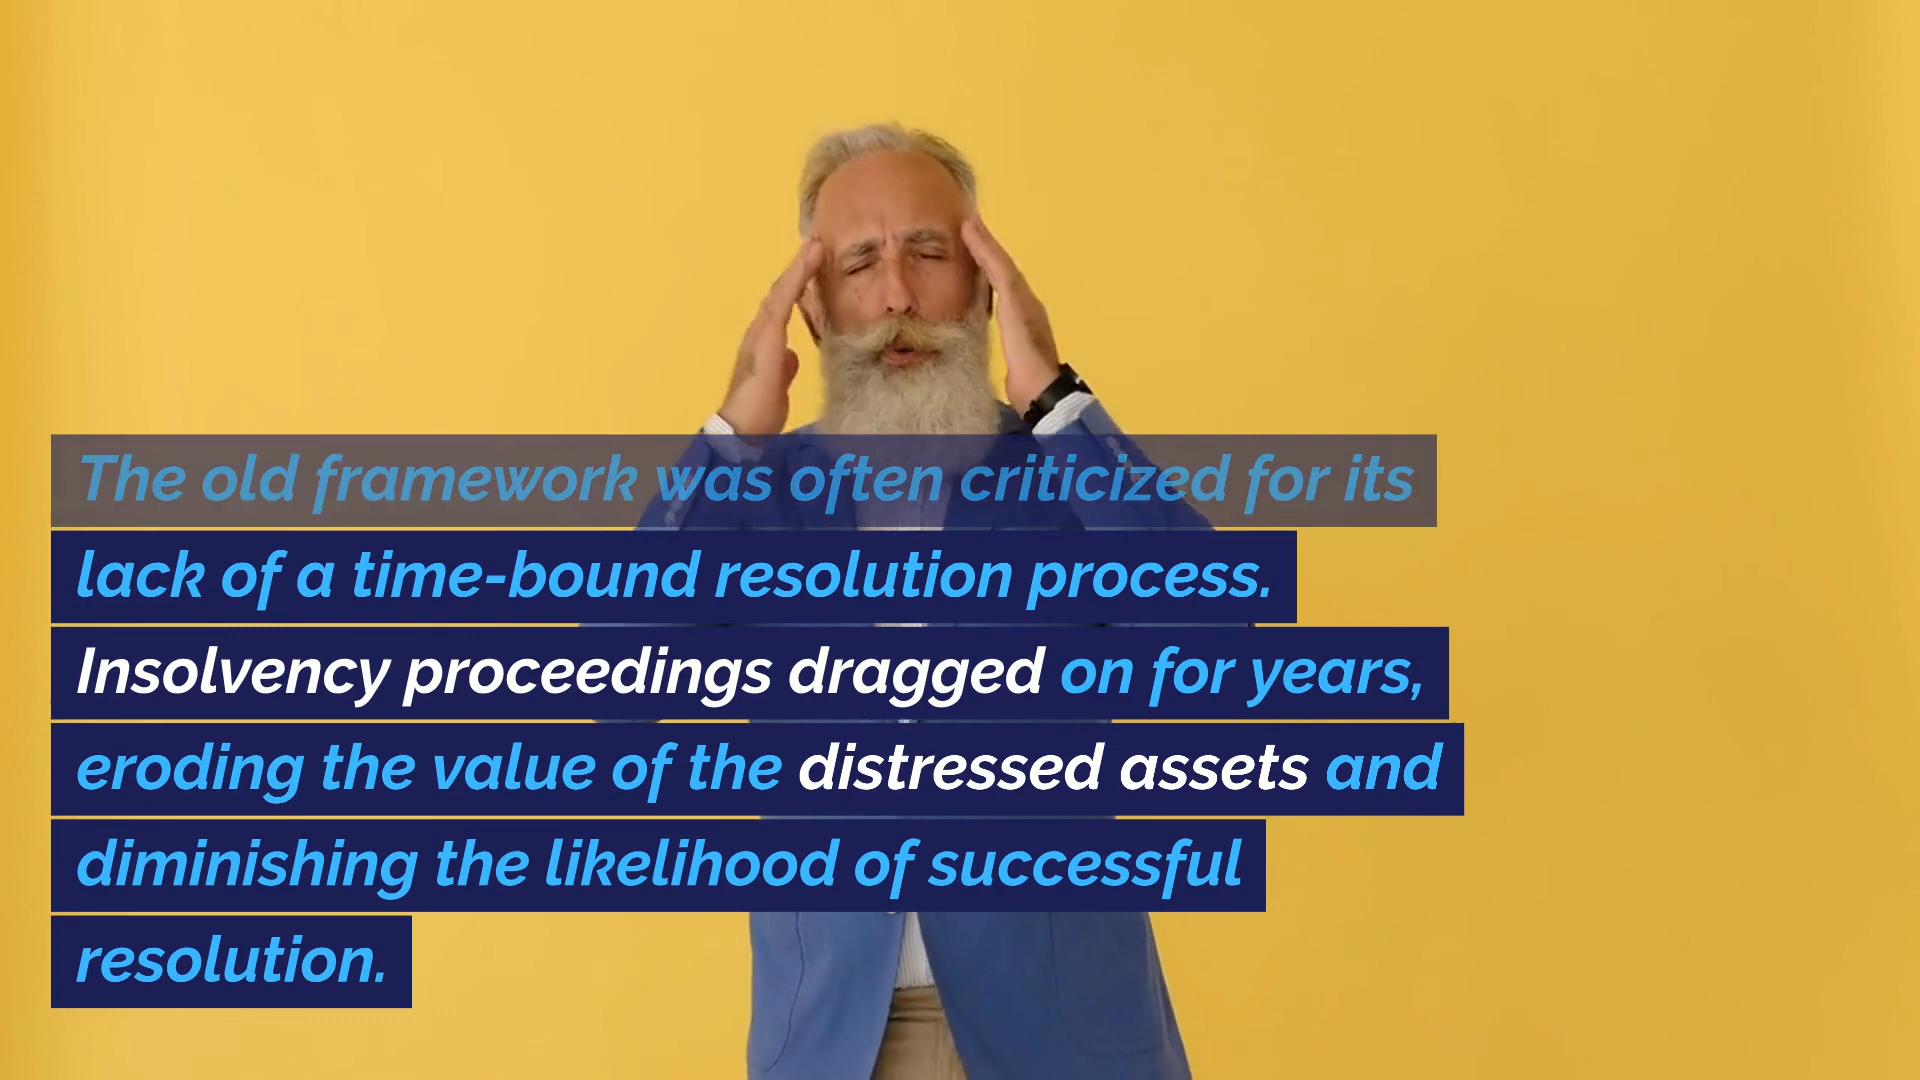 The old framework was often criticized for its
lack of a time-bound resolution process.
Insolvency proceedings dragged on for years,
eroding the value of the distressed assets and
diminishing the likelihood of successful
resolution.